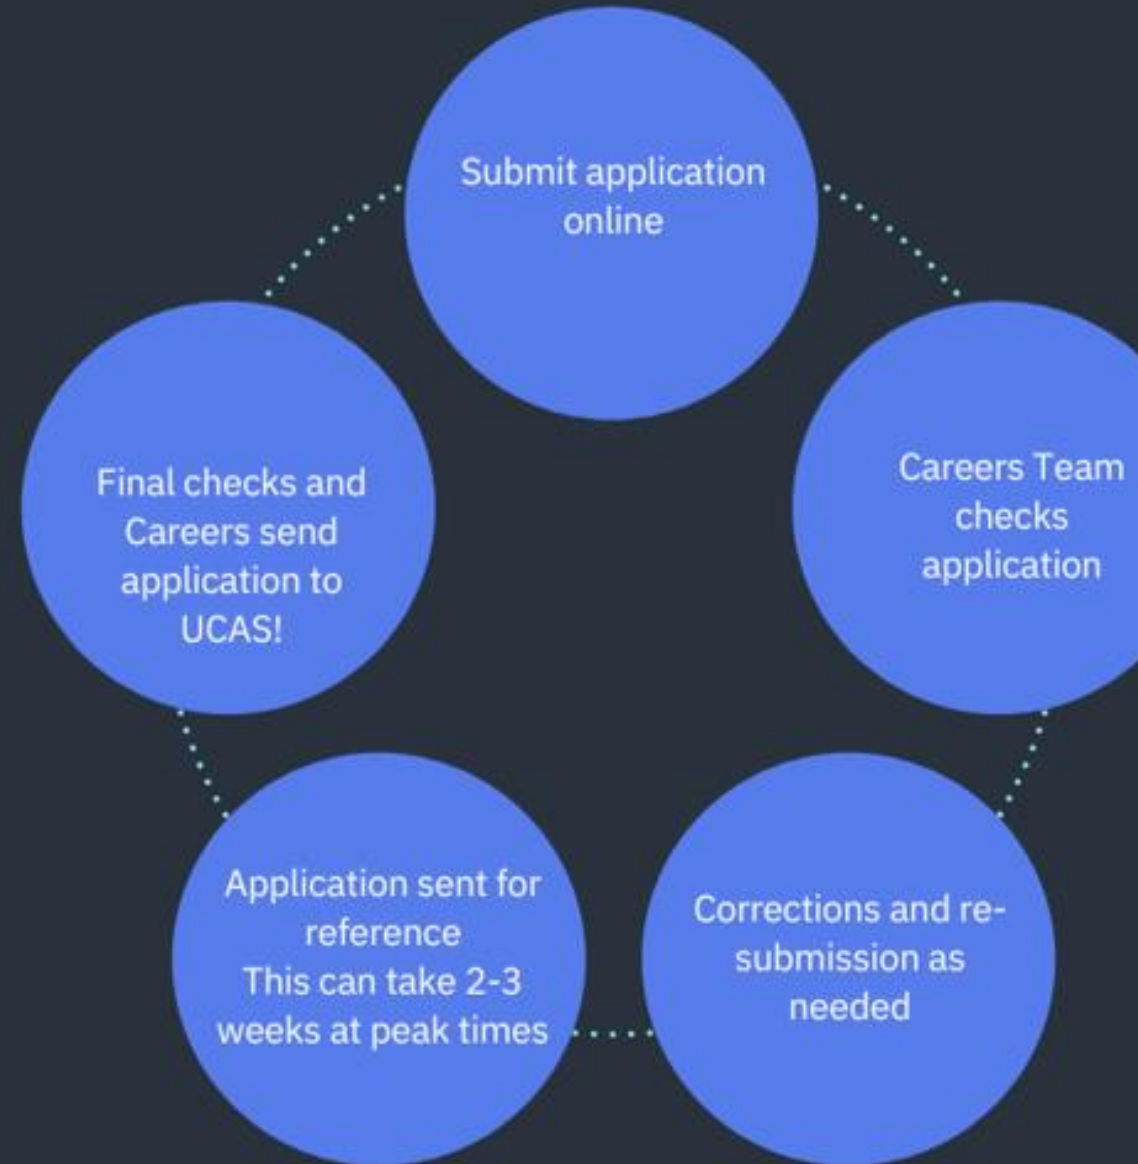 Submit application
online
Careers Team
checks
application
Corrections and re-
submission as
needed
Application sent for
reference
This can take 2-3
weeks at peak times
Final checks and
Careers send
application to
UCAS!